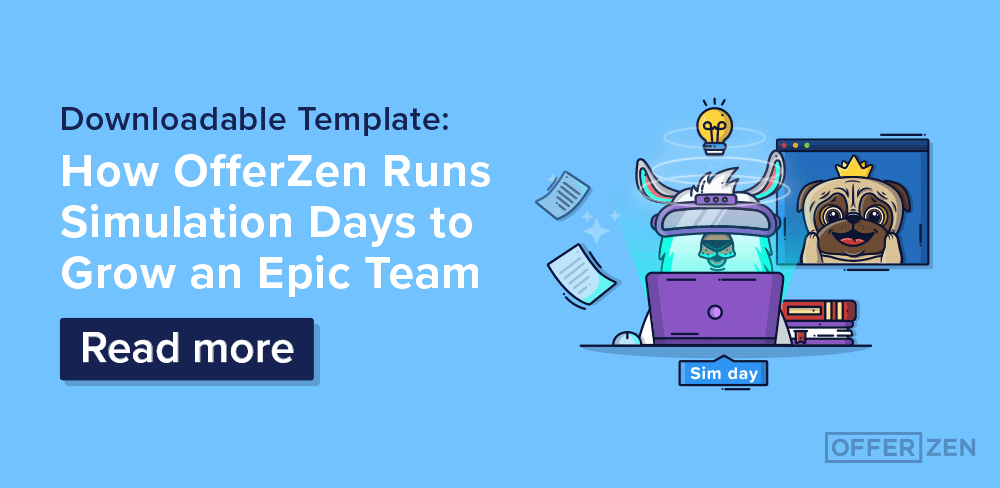 Downloadable Template:
How OfferZen Runs
Simulation Days to
Grow an Epic Team
Read more
Sim day
OFFER ZEN